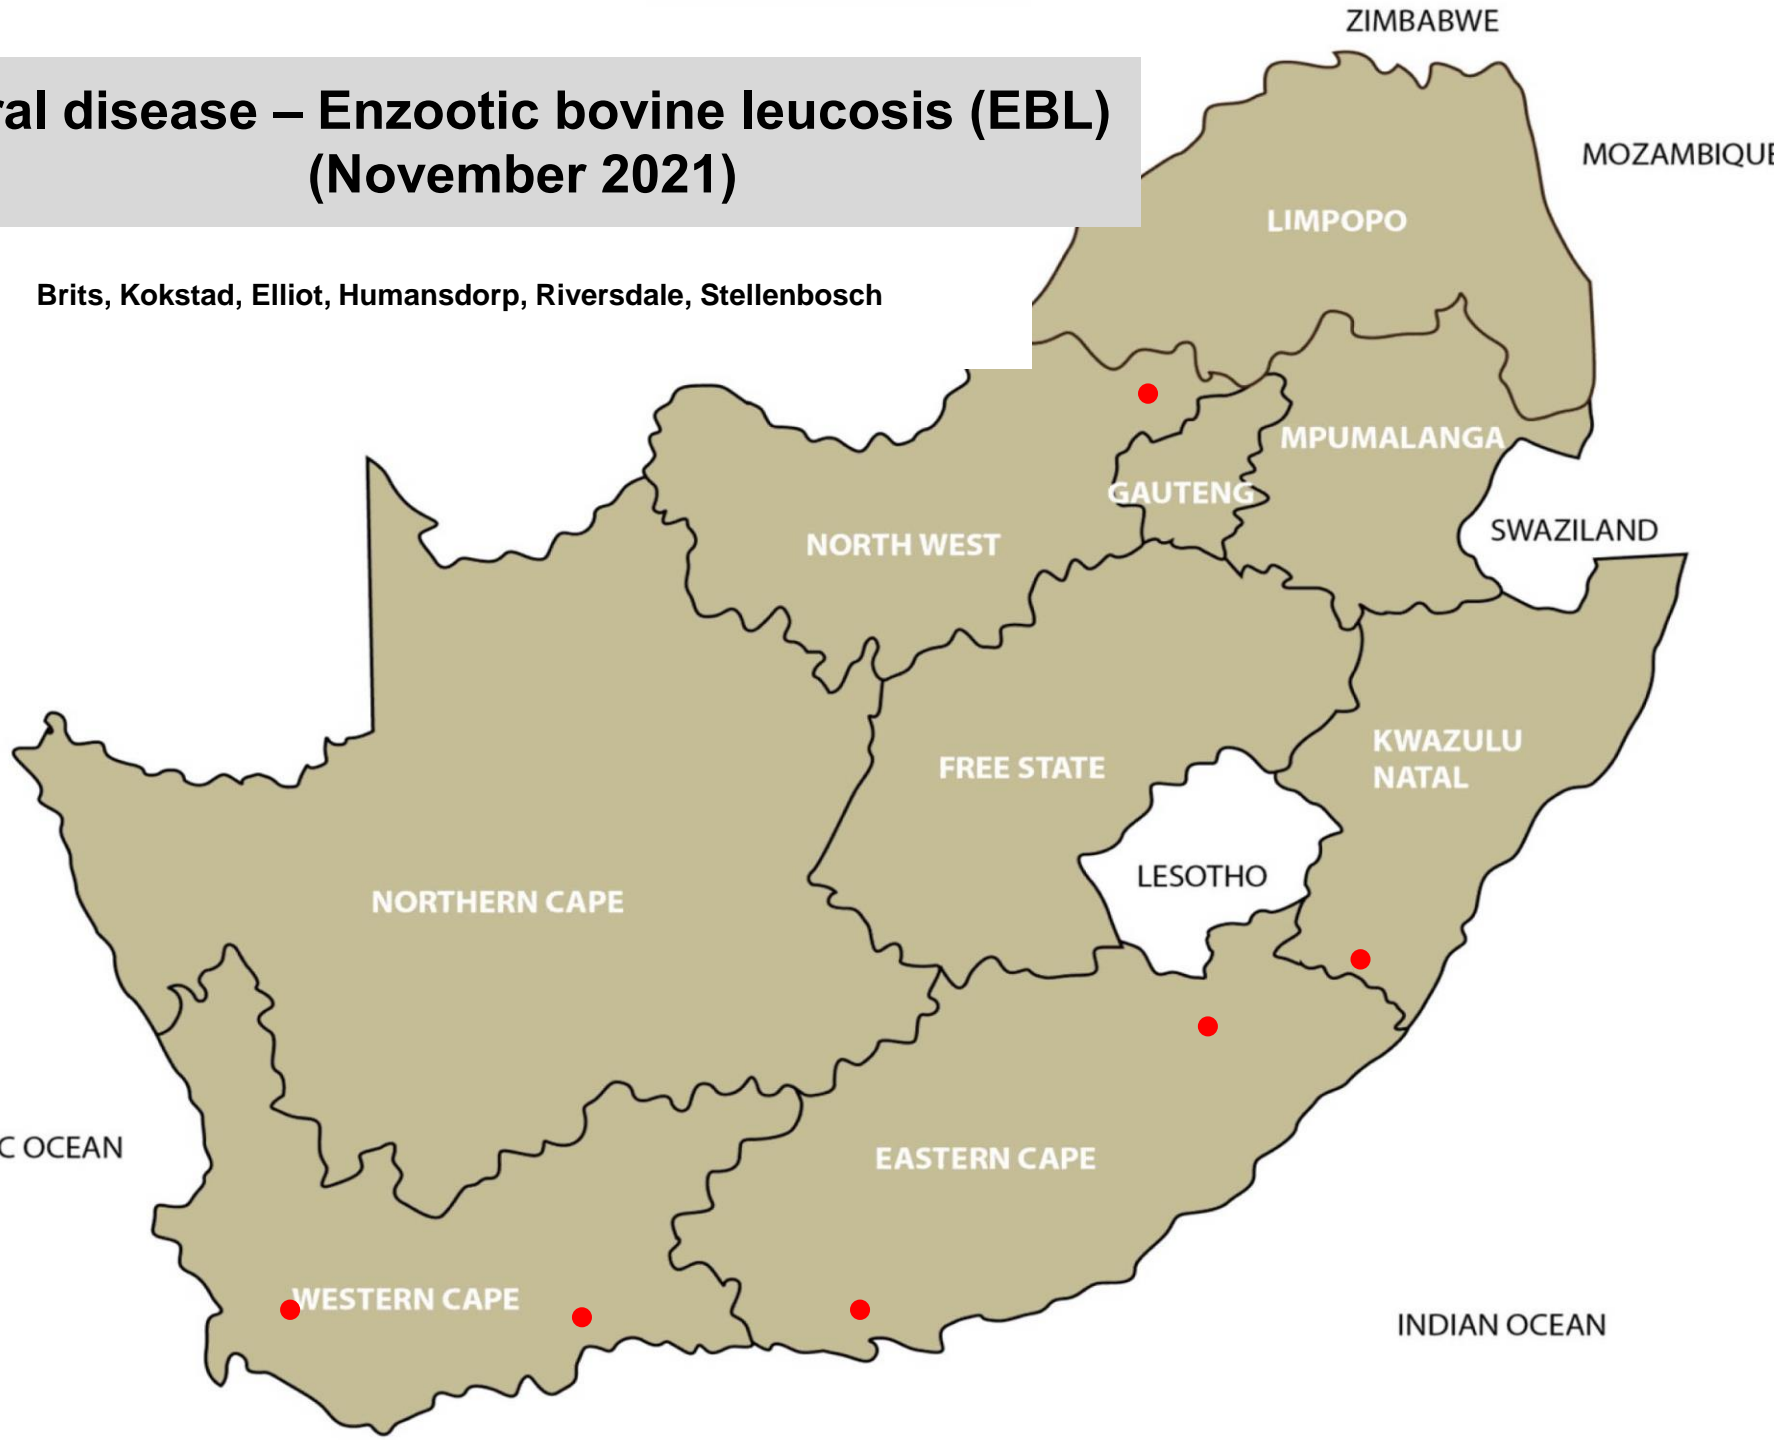 ZIMBABWE
ral disease – Enzootic bovine leucosis (EBL)
(November 2021)
MOZAMBIQUE
LIMPOPO
Brits, Kokstad, Elliot, Humansdorp, Riversdale, Stellenbosch
MPUMALANGA
GAUTENG
SWAZILAND
NORTH WEST
KWAZULU
NATAL
FREE STATE
LESOTHO
NORTHERN CAPE
C OCEAN
EASTERN CAPE
WESTERN CAPE
INDIAN OCEAN